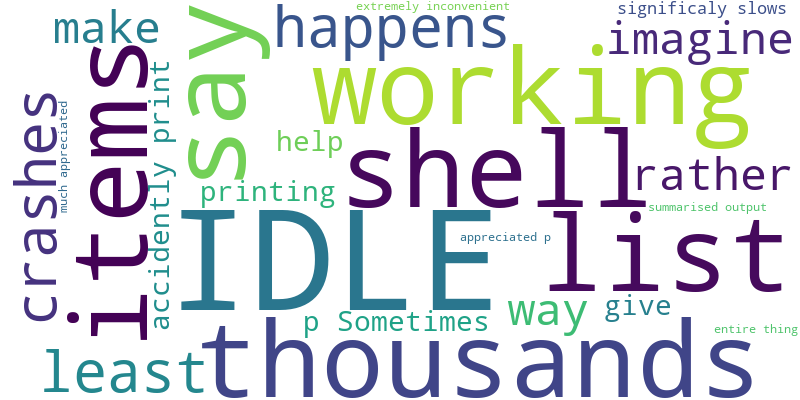 extremely inconvenient
significaly slows
make
say
happens
imagine
items
working
crashes
much appreciated
accidently print
help
shell
rather
printing
IDLE
list
summarised output
appreciated p
way
give
p Sometimes
thousands
entire thing
least